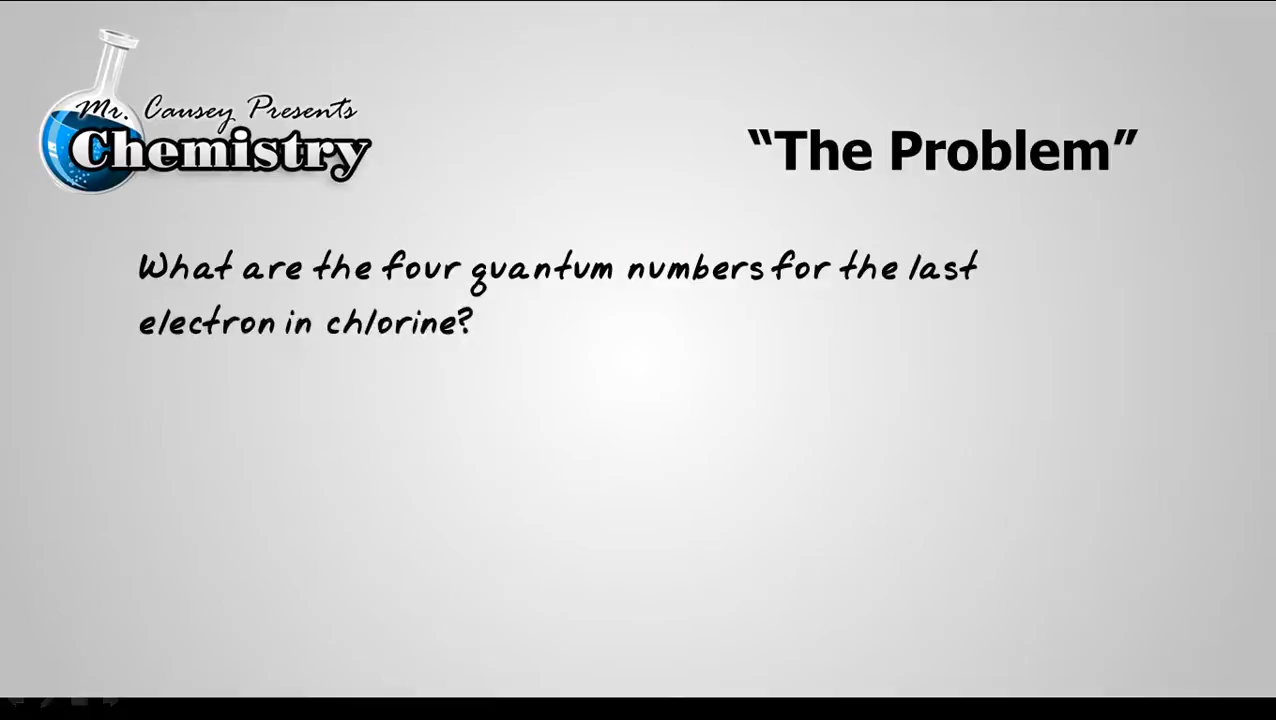 Mr. Causey Presents
Chemistry
“The Problem”
What are the four quantum numbers for the last
electron in chlorine?